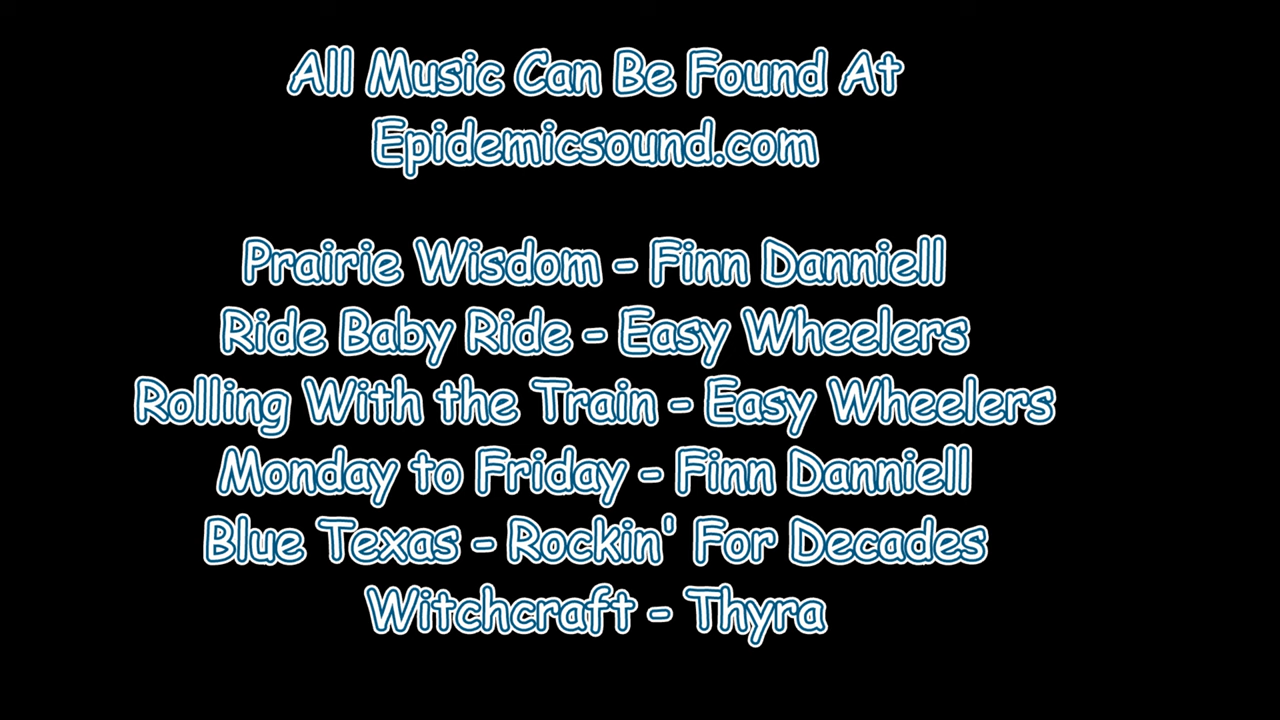 All Music Can Be Found At
Epidemicsound.com
Prairie Wisdom - Finn Danniell
Ride Baby Ride - Easy Wheelers
Rolling With the Train - Easy Wheelers
Monday to Friday - Finn Danniell
Blue Texas - Rockin' For Decades
Witchcraft - Thyra